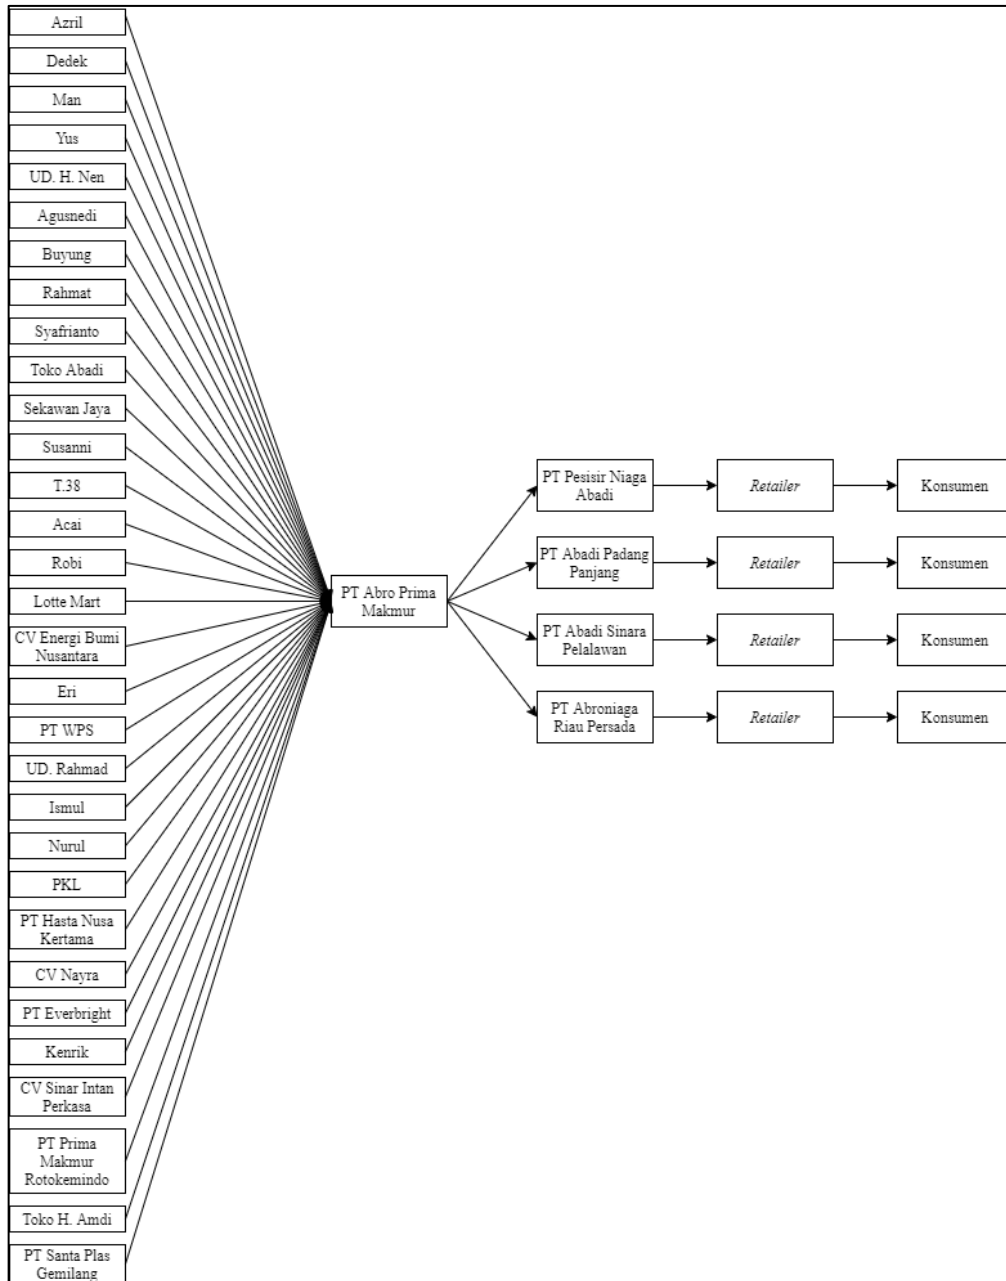 Azril
Dedek
Man
Yus
UD. H. Nen
Agusnedi
Buyung
Rahmat
Syafrianto
Toko Abadi
Sekawan Jaya
Susanni
T.38
Acai
Robi
Lotte Mart
CV Energi Bumi
Nusantara
Eri
PT WPS
UD. Rahmad
Ismul
Nurul
PKL
PT Hasta Nusa
Kertama
CV Nayra
PT Everbright
Kenrik
CV Sinar Intan
Perkasa
PT Prima
Makmur
Rotokemindo
Toko H. Amdi
PT Santa Plas
Gemilang
PT Abro Prima
Makmur
PT Pesisir Niaga
Abadi
Retailer
Konsumen
PT Abadi Padang
Panjang
Retailer
Konsumen
PT Abadi Sinara
Pelalawan
Retailer
Konsumen
PT Abroniaga
Riau Persada
Retailer
Konsumen